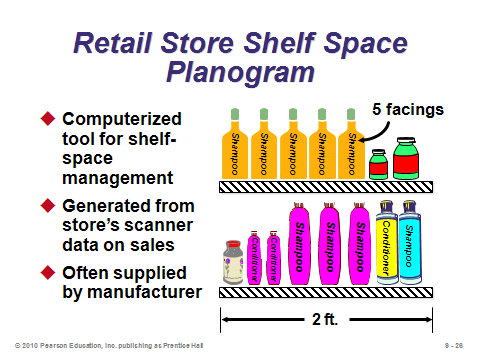 Retail Store Shelf Space
Planogram
Computerized
tool for shelf-
space
management
Generated from
store's scanner
data on sales
Often supplied
by manufacturer
5 facings
Shampoo
Shampoo
Shampoo
Shampoo
Shampoo
Conditioner
Conditioner
Shampoo
Shampoo
Shampoo
Conditioner
Shampoo
2 ft.
© 2010 Pearson Education, Inc. publishing as Prentice Hall